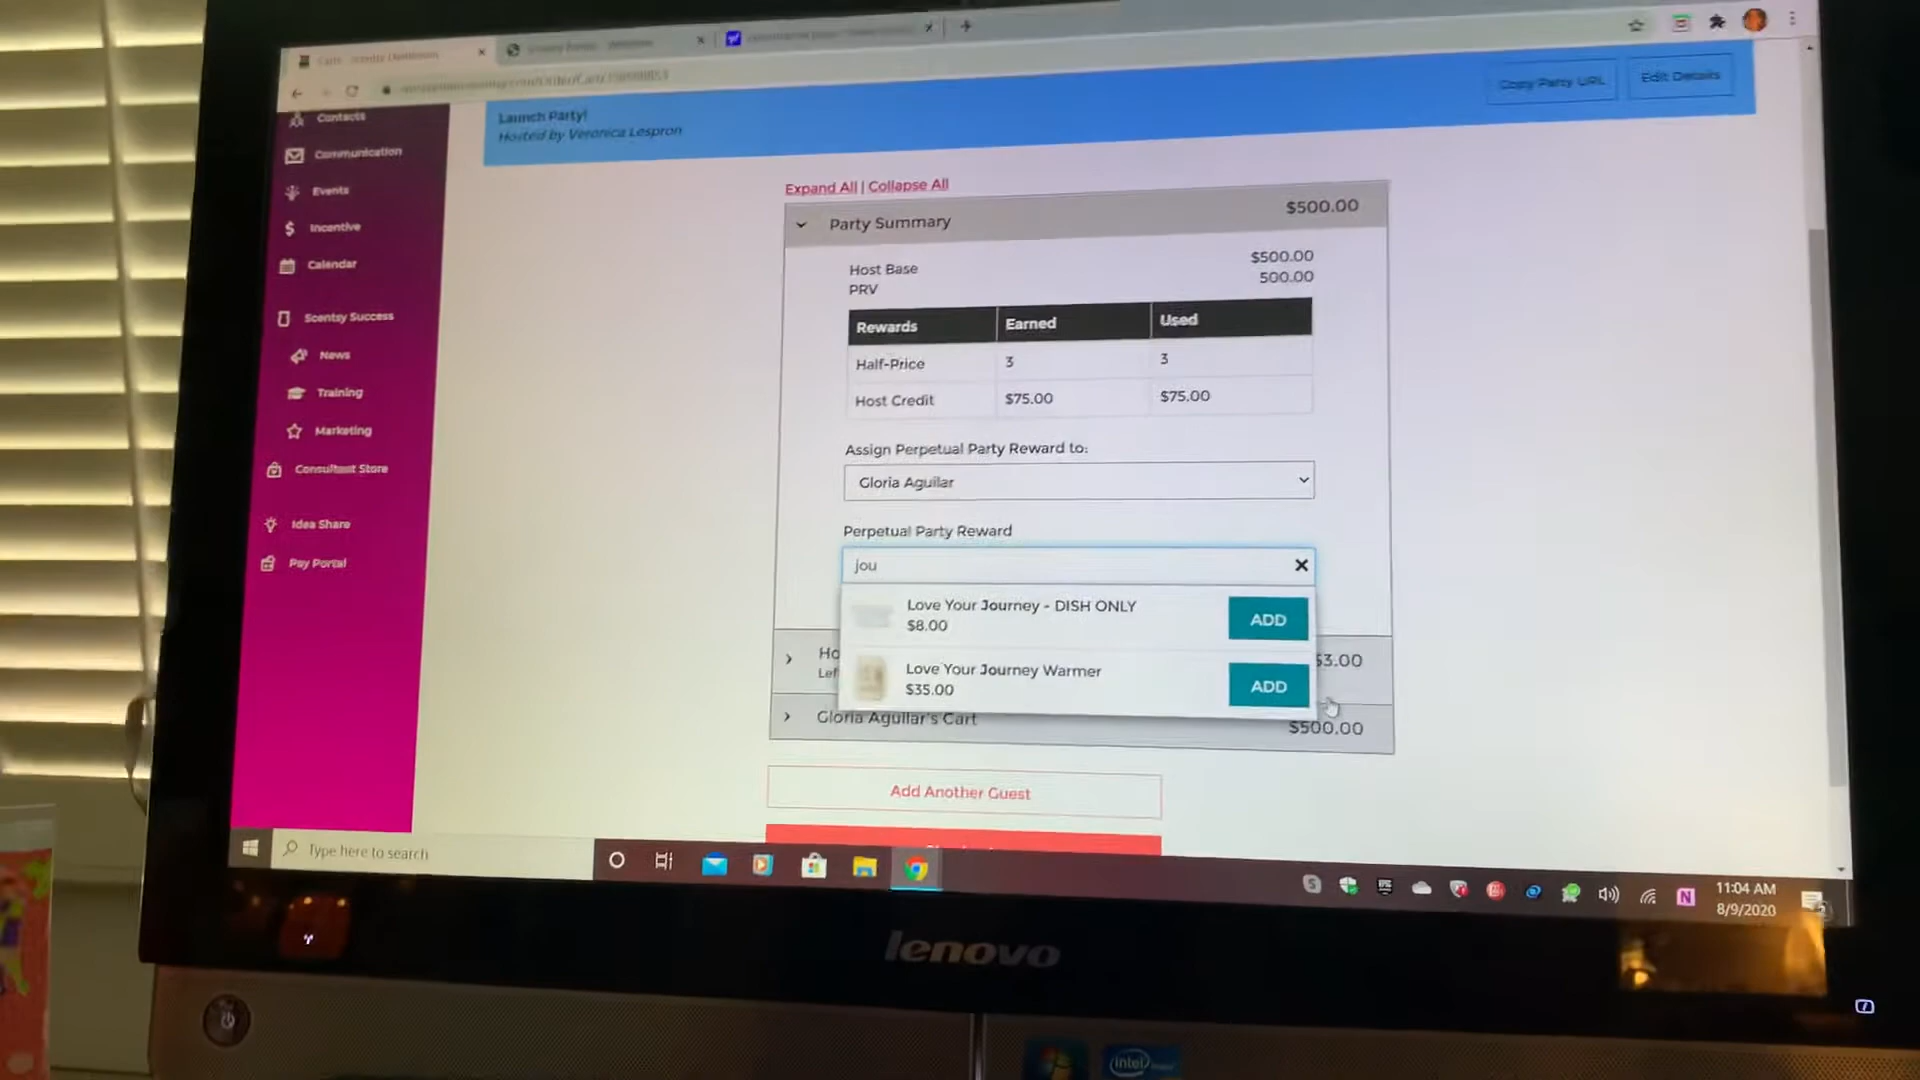 Copy Party URL
Edit Details
Launch Party!
Hosted by Veronica Lespron
Contacts
Communication
Events
Incentive
Calendar
Scentsy Success
News
Training
Marketing
Consultant Store
Idea Share
Pay Portal
Expand All | Collapse All
Party Summary $500.00
Host Base $500.00
PRV 500.00
Rewards Earned Used
Half-Price 3 3
Host Credit $75.00 $75.00
Assign Perpetual Party Reward to:
Gloria Aguilar
Perpetual Party Reward
jou
Love Your Journey - DISH ONLY
$8.00
ADD
Love Your Journey Warmer
$35.00
ADD
$3.00
Gloria Aguilar's Cart
$500.00
Add Another Guest
Type here to search
11:04 AM
8/9/2020
lenovo
intel